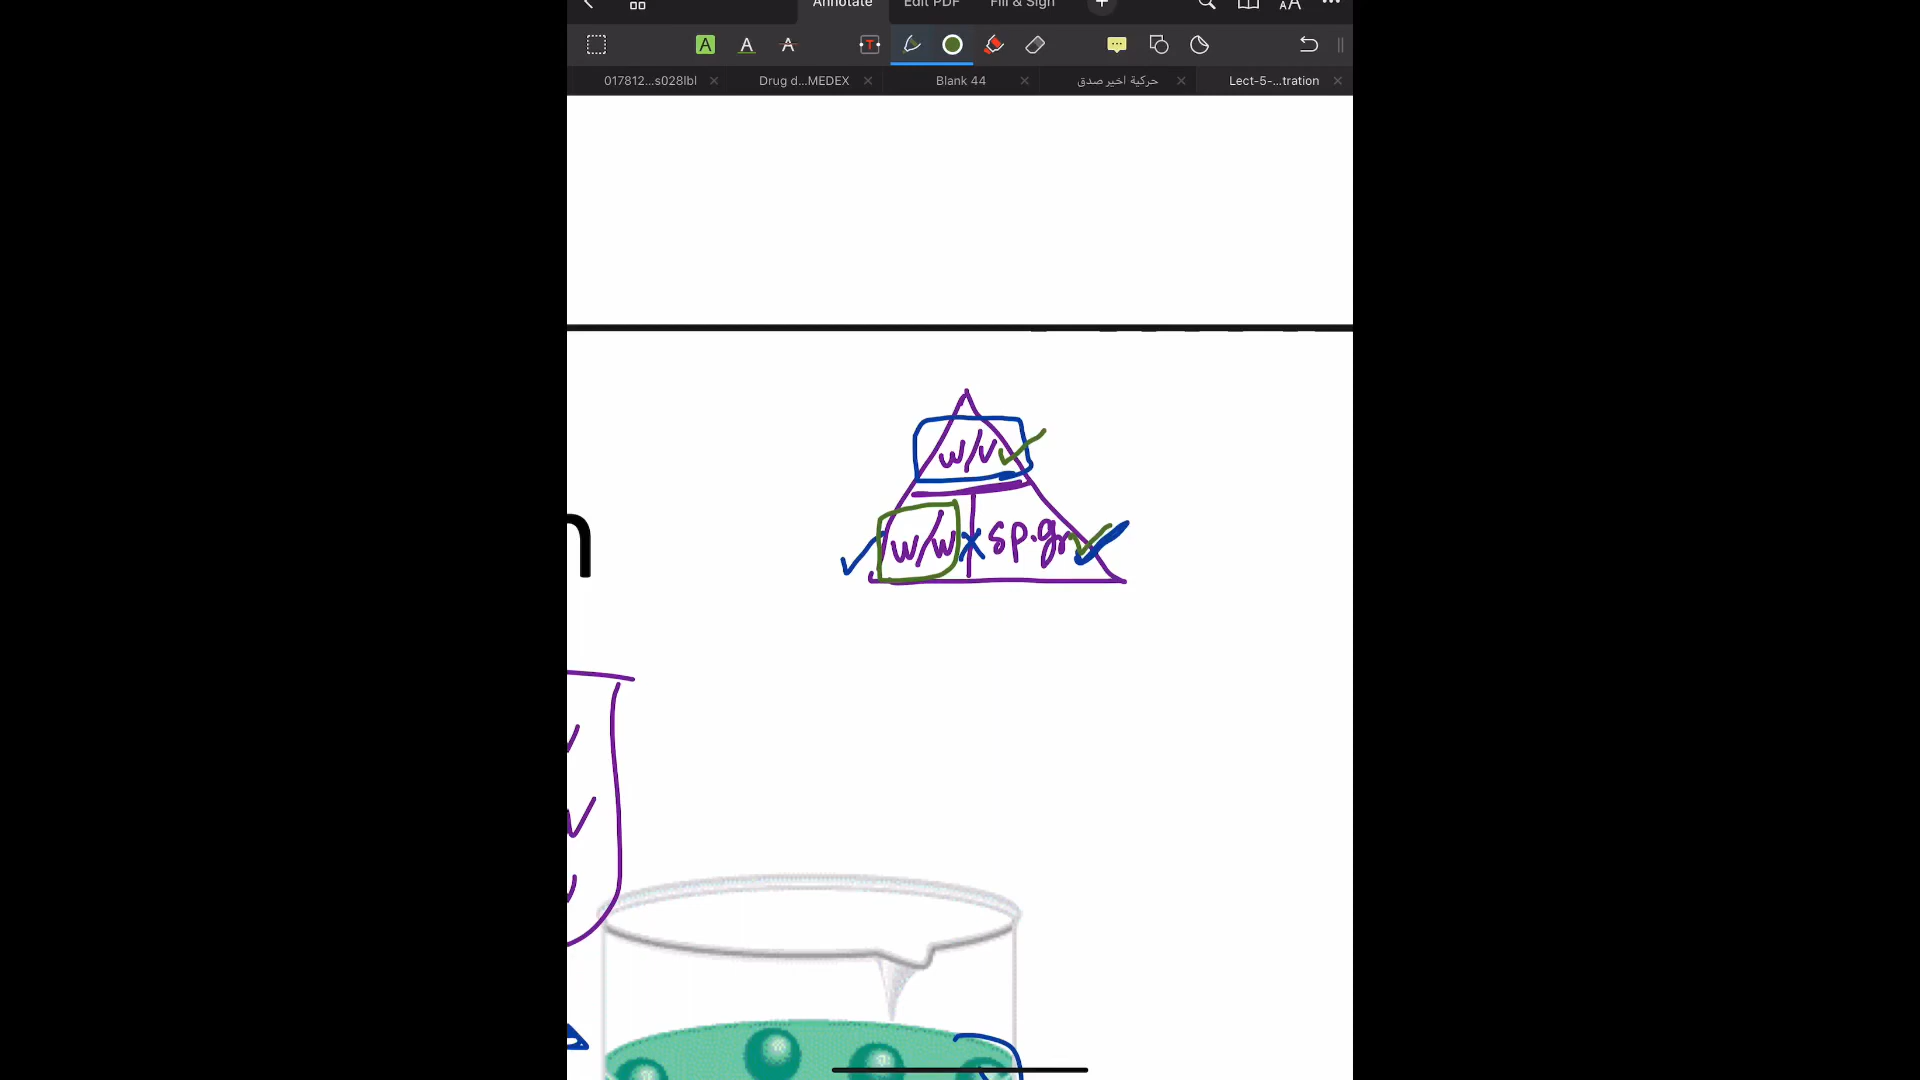 Annotate Edit PDF Fill & Sign
A A A T
017812...s028lbl Drug d...MEDEX Blank 44 حركية اخير صدق Lect-5-...tration
w/v
w/w x sp.gr
n